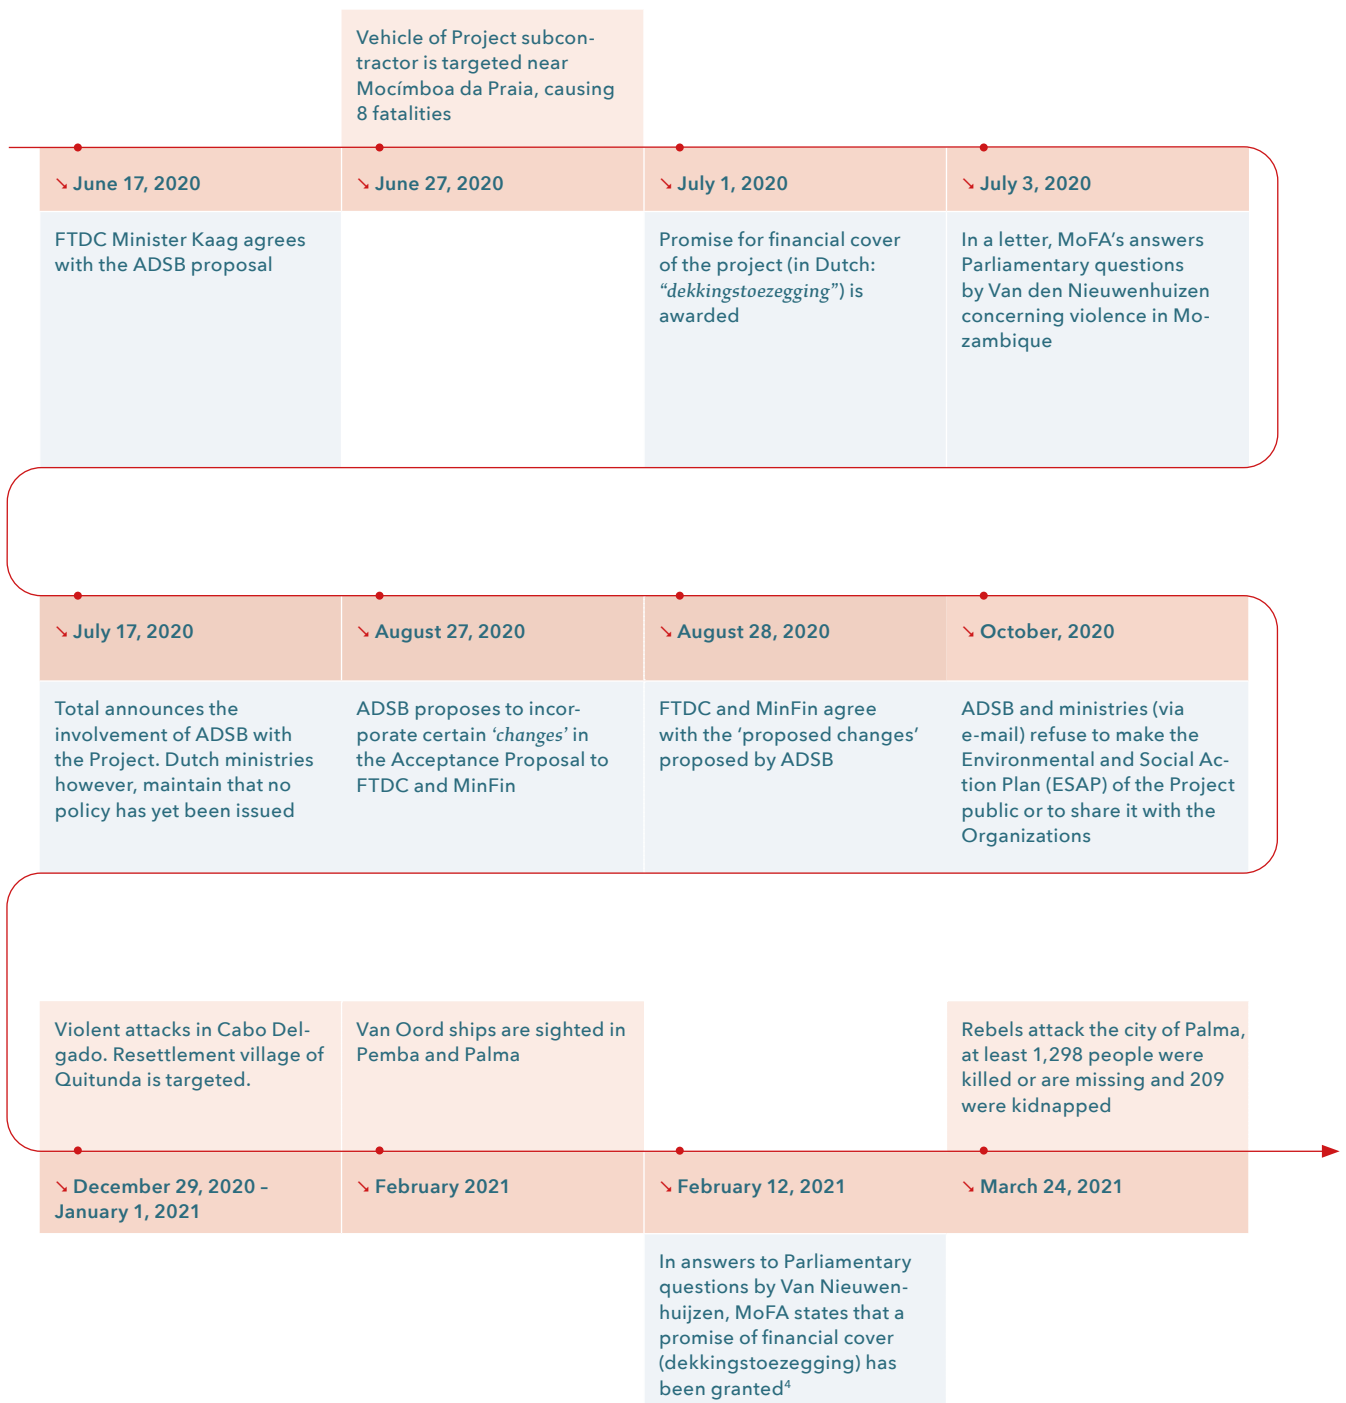 Vehicle of Project subcon-
tractor is targeted near
Mocímboa da Praia, causing
8 fatalities
↘ June 17, 2020
↘ June 27, 2020
↘ July 1, 2020
↘ July 3, 2020
FTDC Minister Kaag agrees
with the ADSB proposal
Promise for financial cover
of the project (in Dutch:
“dekkingstoezegging”) is
awarded
In a letter, MoFA’s answers
Parliamentary questions
by Van den Nieuwenhuizen
concerning violence in Mo-
zambique
↘ July 17, 2020
↘ August 27, 2020
↘ August 28, 2020
↘ October, 2020
Total announces the
involvement of ADSB with
the Project. Dutch ministries
however, maintain that no
policy has yet been issued
ADSB proposes to incor-
porate certain ‘changes’ in
the Acceptance Proposal to
FTDC and MinFin
FTDC and MinFin agree
with the ‘proposed changes’
proposed by ADSB
ADSB and ministries (via
e-mail) refuse to make the
Environmental and Social Ac-
tion Plan (ESAP) of the Project
public or to share it with the
Organizations
Violent attacks in Cabo Del-
gado. Resettlement village of
Quitunda is targeted.
Van Oord ships are sighted in
Pemba and Palma
Rebels attack the city of Palma,
at least 1,298 people were
killed or are missing and 209
were kidnapped
↘ December 29, 2020 –
January 1, 2021
↘ February 2021
↘ February 12, 2021
↘ March 24, 2021
In answers to Parliamentary
questions by Van Nieuwen-
huijzen, MoFA states that a
promise of financial cover
(dekkingstoezegging) has
been granted⁴